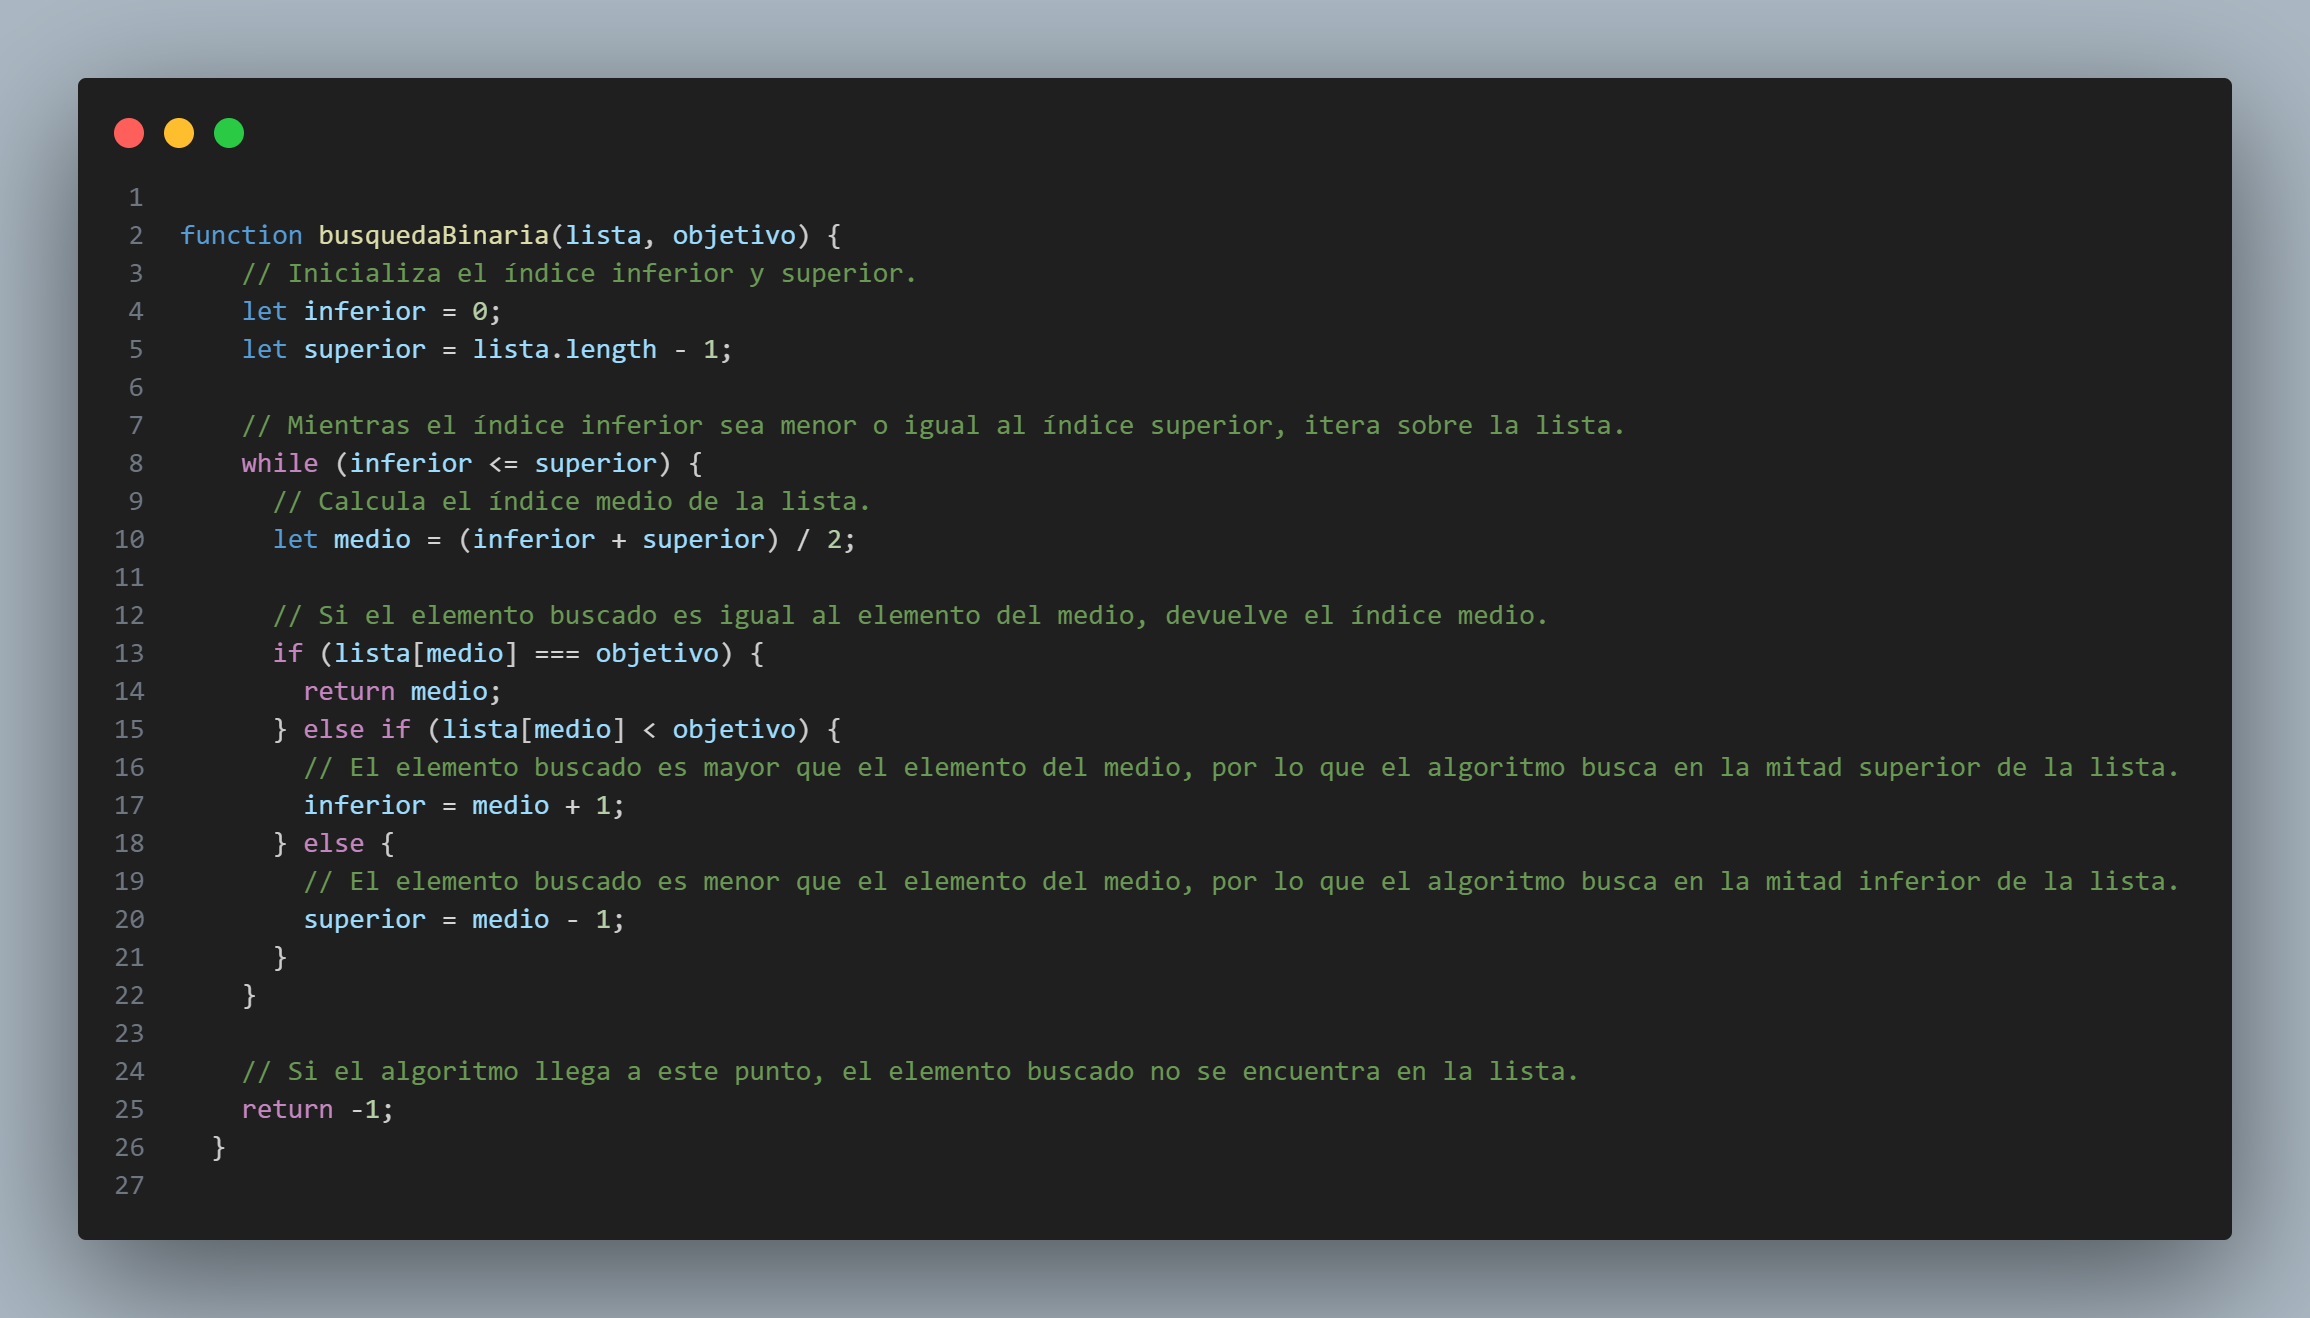 1
2 function busquedaBinaria(lista, objetivo) {
3 // Inicializa el índice inferior y superior.
4 let inferior = 0;
5 let superior = lista.length - 1;
6
7 // Mientras el índice inferior sea menor o igual al índice superior, itera sobre la lista.
8 while (inferior <= superior) {
9 // Calcula el índice medio de la lista.
10 let medio = (inferior + superior) / 2;
11
12 // Si el elemento buscado es igual al elemento del medio, devuelve el índice medio.
13 if (lista[medio] === objetivo) {
14 return medio;
15 } else if (lista[medio] < objetivo) {
16 // El elemento buscado es mayor que el elemento del medio, por lo que el algoritmo busca en la mitad superior de la lista.
17 inferior = medio + 1;
18 } else {
19 // El elemento buscado es menor que el elemento del medio, por lo que el algoritmo busca en la mitad inferior de la lista.
20 superior = medio - 1;
21 }
22 }
23
24 // Si el algoritmo llega a este punto, el elemento buscado no se encuentra en la lista.
25 return -1;
26 }
27